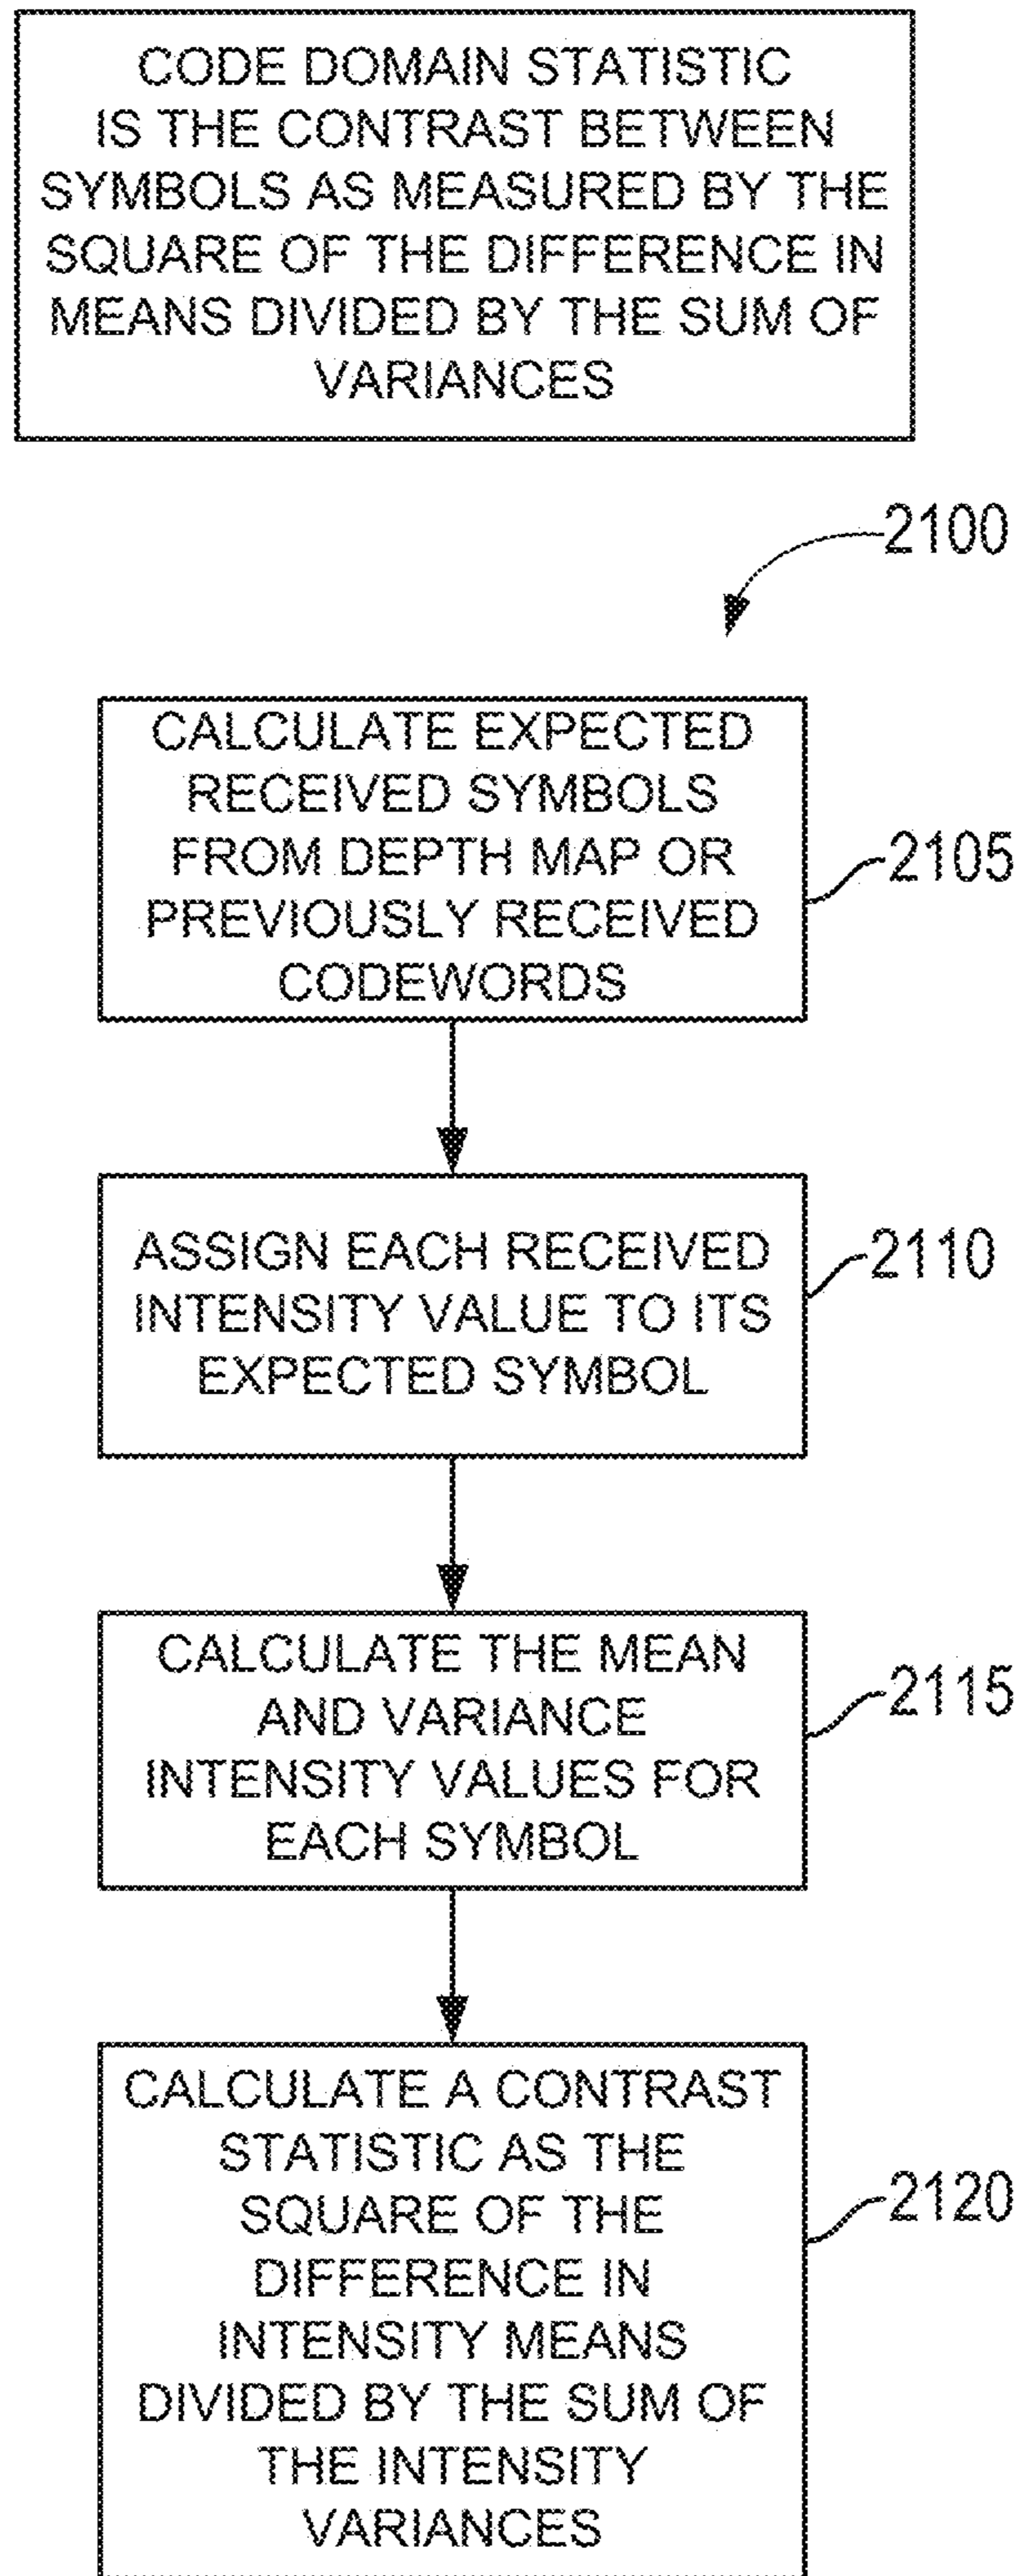 CODE DOMAIN STATISTIC
IS THE CONTRAST BETWEEN
SYMBOLS AS MEASURED BY THE
SQUARE OF THE DIFFERENCE IN
MEANS DIVIDED BY THE SUM OF
VARIANCES
2100
CALCULATE EXPECTED
RECEIVED SYMBOLS
FROM DEPTH MAP OR
PREVIOUSLY RECEIVED
CODEWORDS
2105
ASSIGN EACH RECEIVED
INTENSITY VALUE TO ITS
EXPECTED SYMBOL
2110
CALCULATE THE MEAN
AND VARIANCE
INTENSITY VALUES FOR
EACH SYMBOL
2115
CALCULATE A CONTRAST
STATISTIC AS THE
SQUARE OF THE
DIFFERENCE IN
INTENSITY MEANS
DIVIDED BY THE SUM OF
THE INTENSITY
VARIANCES
2120